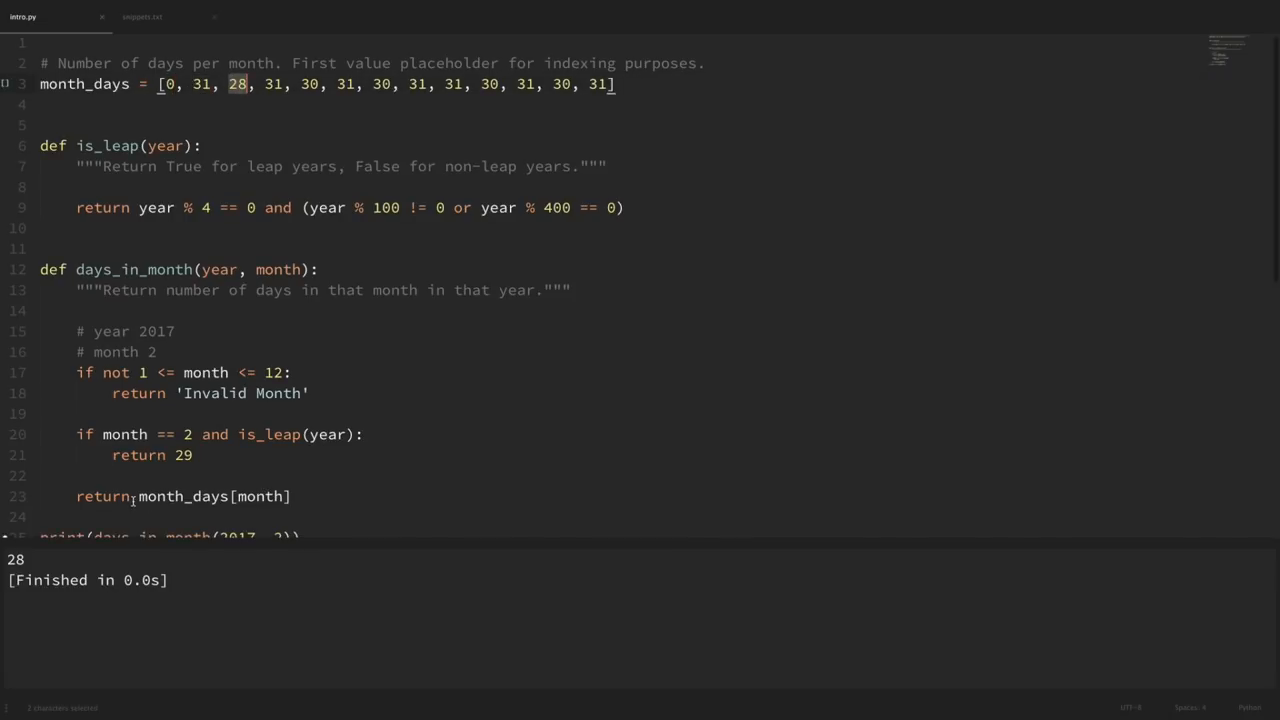 intro.py × snippets.txt ×
1
2 # Number of days per month. First value placeholder for indexing purposes.
3 month_days = [0, 31, 28, 31, 30, 31, 30, 31, 31, 30, 31, 30, 31]
4
5
6 def is_leap(year):
7 """Return True for leap years, False for non-leap years."""
8
9 return year % 4 == 0 and (year % 100 != 0 or year % 400 == 0)
10
11
12 def days_in_month(year, month):
13 """Return number of days in that month in that year."""
14
15 # year 2017
16 # month 2
17 if not 1 <= month <= 12:
18 return 'Invalid Month'
19
20 if month == 2 and is_leap(year):
21 return 29
22
23 return month_days[month]
24
25 print(days_in_month(2017, 2))
28
[Finished in 0.0s]
2 characters selected UTF-8 Spaces: 4 Python